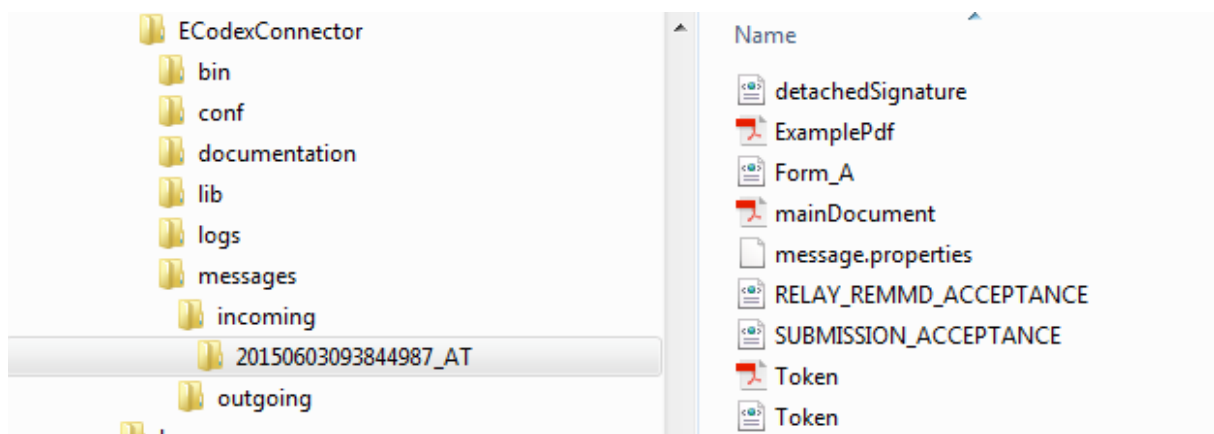 ECodexConnector
bin
conf
documentation
lib
logs
messages
incoming
20150603093844987_AT
outgoing
Name
detachedSignature
ExamplePdf
Form_A
mainDocument
message.properties
RELAY_REMMD_ACCEPTANCE
SUBMISSION_ACCEPTANCE
Token
Token